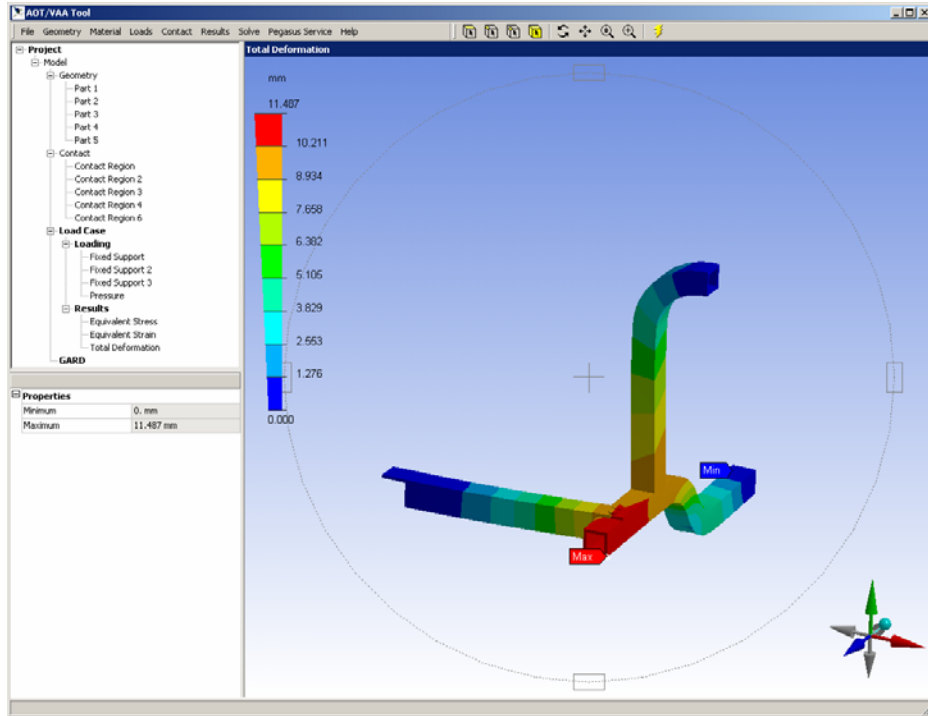 AOT/VAA Tool
File Geometry Material Loads Contact Results Solve Pegasus Service Help
Project
Model
Geometry
Part 1
Part 2
Part 3
Part 4
Part 5
Contact
Contact Region
Contact Region 2
Contact Region 3
Contact Region 4
Contact Region 6
Load Case
Loading
Fixed Support
Fixed Support 2
Fixed Support 3
Pressure
Results
Equivalent Stress
Equivalent Strain
Total Deformation
GARD
Properties
Minimum 0. mm
Maximum 11.487 mm
Total Deformation
mm
11.487
10.211
8.934
7.658
6.382
5.105
3.829
2.553
1.276
0.000
Min
Max